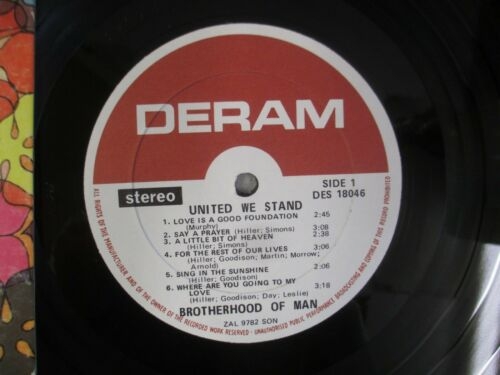 DERAM
stereo
UNITED WE STAND
SIDE 1
DES 18046
1. LOVE IS A GOOD FOUNDATION 2:45
(Murphy)
2. SAY A PRAYER (Hiller; Simons) 3:08
3. A LITTLE BIT OF HEAVEN 2:38
(Hiller; Simons)
4. FOR THE REST OF OUR LIVES 3:06
(Hiller; Goodison; Martin; Morrow;
Arnold)
5. SING IN THE SUNSHINE 2:06
(Hiller; Goodison)
6. WHERE ARE YOU GOING TO MY
LOVE 3:18
(Hiller; Goodison; Day; Leslie)
BROTHERHOOD OF MAN
ZAL 9782 SON
ALL RIGHTS OF THE MANUFACTURER AND OF THE OWNER OF THE RECORDED WORK RESERVED · UNAUTHORISED PUBLIC PERFORMANCE BROADCASTING AND COPYING OF THIS RECORD PROHIBITED